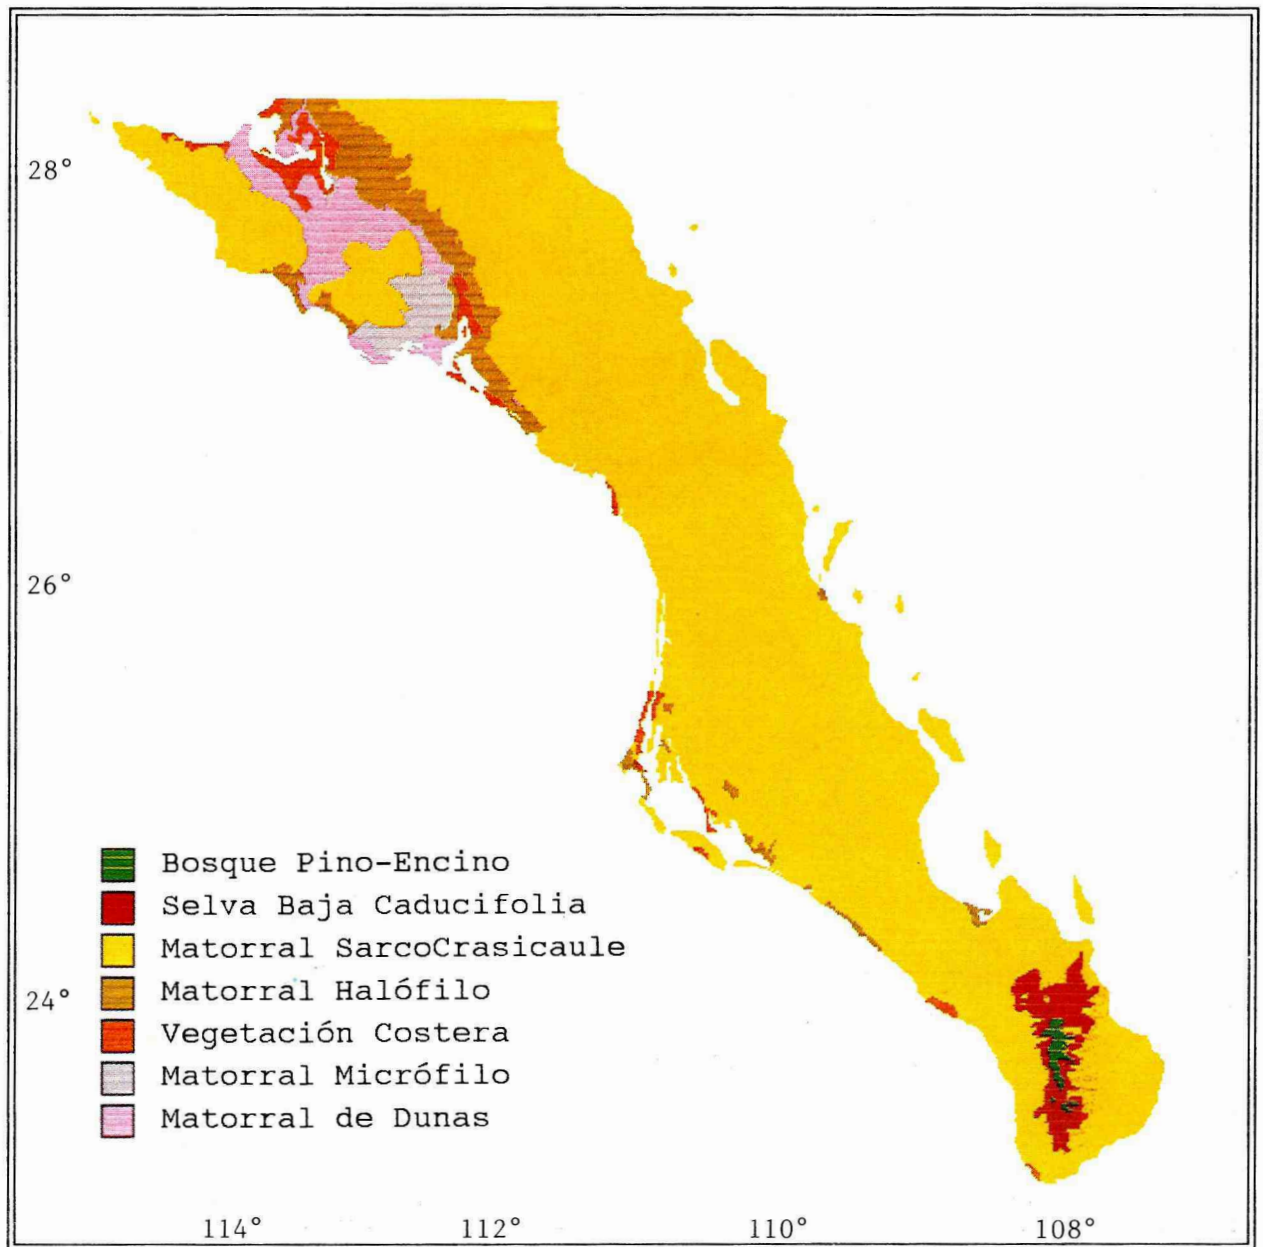 28°
26°
Bosque Pino-Encino
Selva Baja Caducifolia
Matorral SarcoCrasicaule
Matorral Halófilo
24°
Vegetación Costera
Matorral Micrófilo
Matorral de Dunas
114° 112° 110° 108°